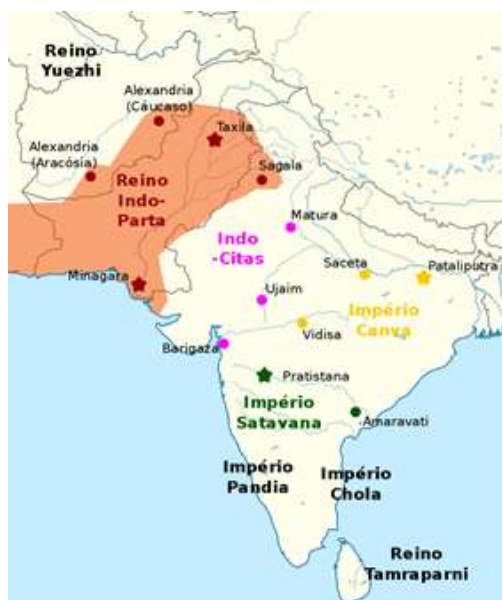 Reino
Yuezhi
Alexandria
(Cáucaso)
Taxila
Alexandria
(Aracósia)
Sagala
Reino
Indo-
Parta
Matura
Indo
-Citas
Saceta
Pataliputra
Minagara
Ujaim
Império
Canva
Vidisa
Barigaza
Pratistana
Império
Satavana
Amaravati
Império
Pandia
Império
Chola
Reino
Tamraparni